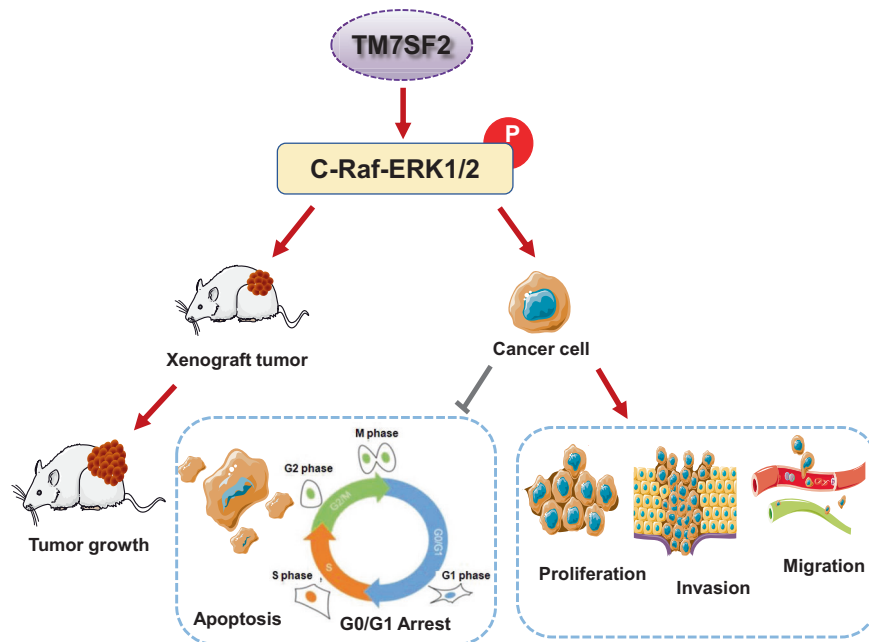 TM7SF2
P
C-Raf-ERK1/2
Xenograft tumor
Cancer cell
Tumor growth
M phase
G2 phase
G2/M
G0/G1
S
S phase
G1 phase
Apoptosis
G0/G1 Arrest
Proliferation
Invasion
Migration